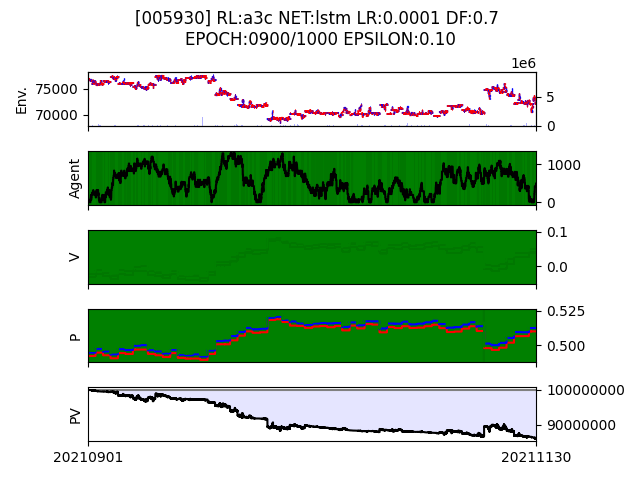 [005930] RL:a3c NET:lstm LR:0.0001 DF:0.7
EPOCH:0900/1000 EPSILON:0.10
1e6
Env.
75000
70000
5
0
Agent
1000
0
V
0.1
0.0
P
0.525
0.500
PV
100000000
90000000
20210901
20211130